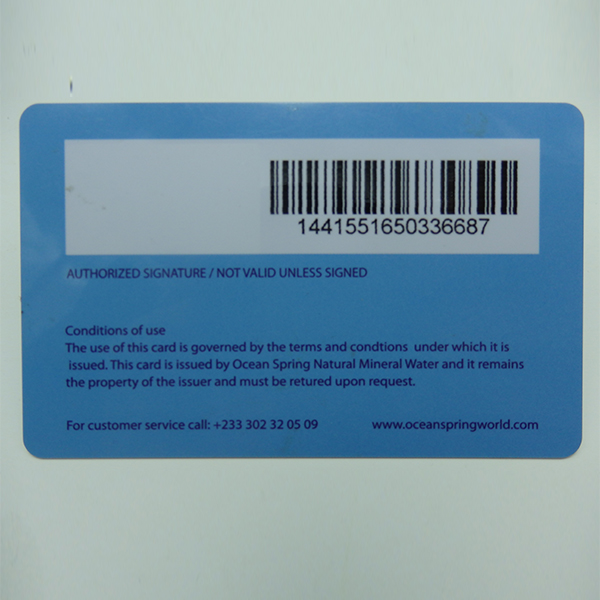 1441551650336687
AUTHORIZED SIGNATURE / NOT VALID UNLESS SIGNED
Conditions of use
The use of this card is governed by the terms and condtions under which it is
issued. This card is issued by Ocean Spring Natural Mineral Water and it remains
the property of the issuer and must be retured upon request.
For customer service call: +233 302 32 05 09 www.oceanspringworld.com